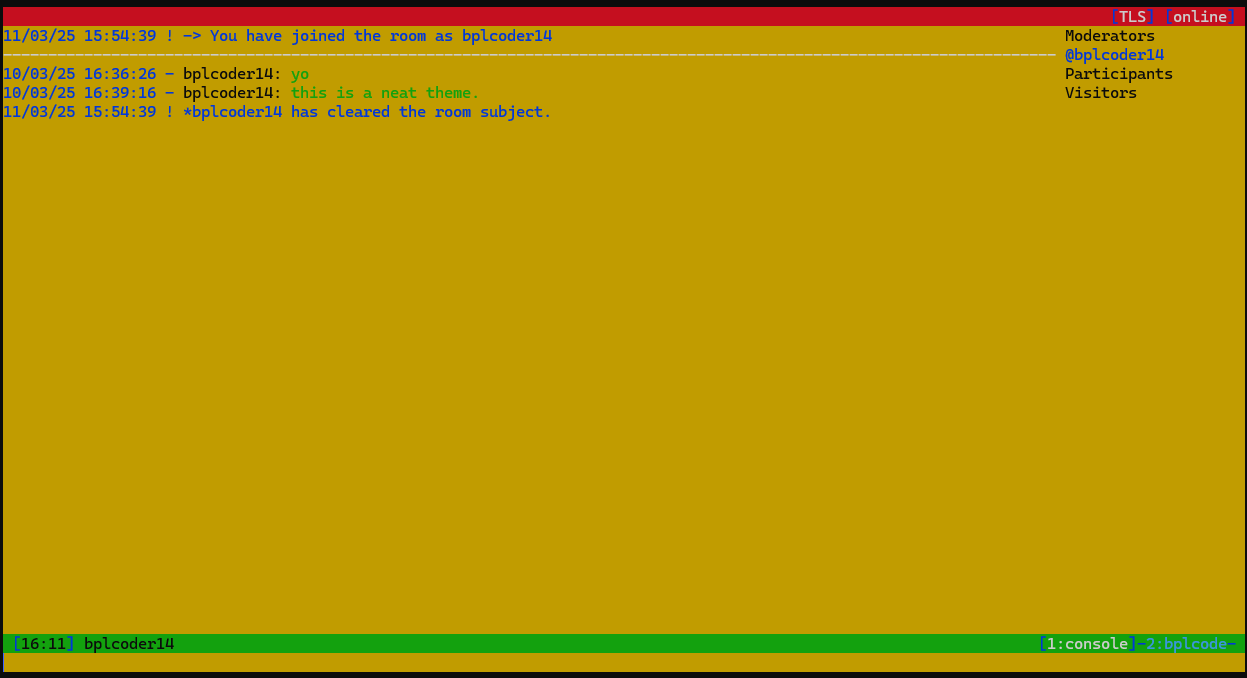 [TLS] [online]
11/03/25 15:54:39 ! -> You have joined the room as bplcoder14
Moderators
@bplcoder14
10/03/25 16:36:26 - bplcoder14: yo
Participants
10/03/25 16:39:16 - bplcoder14: this is a neat theme.
Visitors
11/03/25 15:54:39 ! *bplcoder14 has cleared the room subject.
[16:11] bplcoder14
[1:console]-2:bplcode-